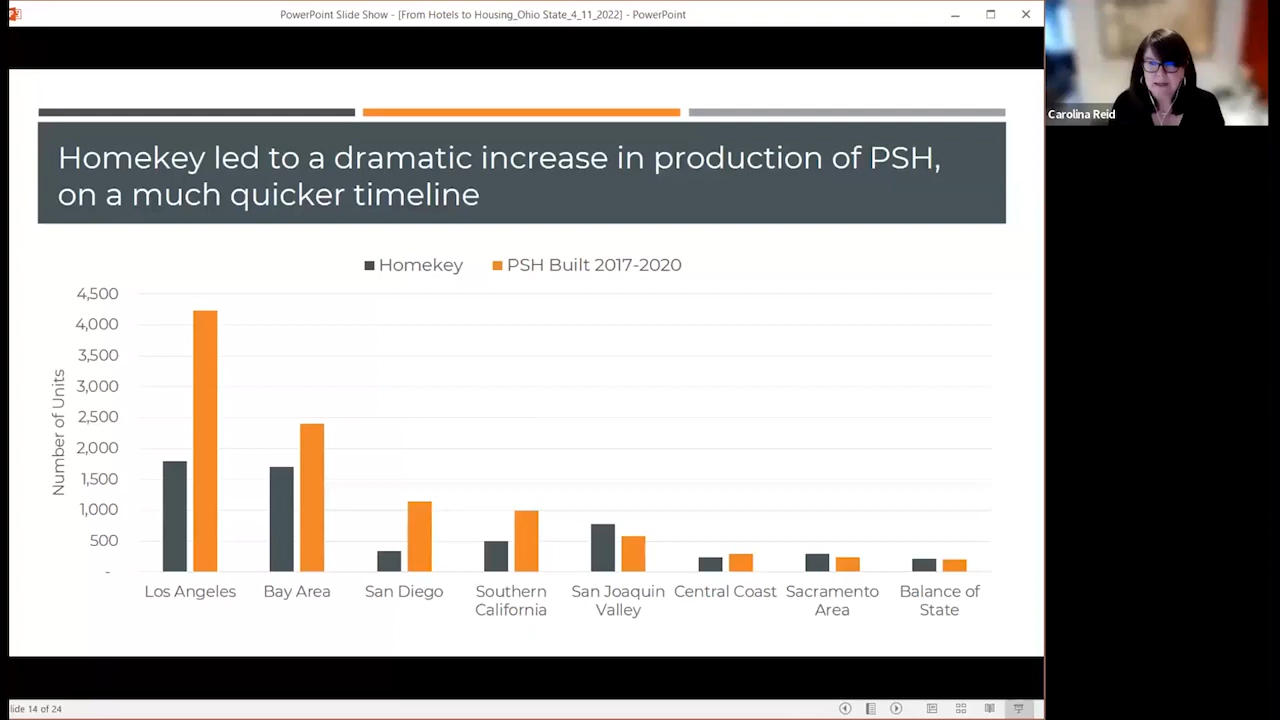 PowerPoint Slide Show - [From Hotels to Housing_Ohio State_4_11_2022] - PowerPoint
Carolina Reid
Homekey led to a dramatic increase in production of PSH,
on a much quicker timeline
Homekey
PSH Built 2017-2020
Number of Units
4,500
4,000
3,500
3,000
2,500
2,000
1,500
1,000
500
-
Los Angeles
Bay Area
San Diego
Southern
California
San Joaquin
Valley
Central Coast
Sacramento
Area
Balance of
State
lide 14 of 24